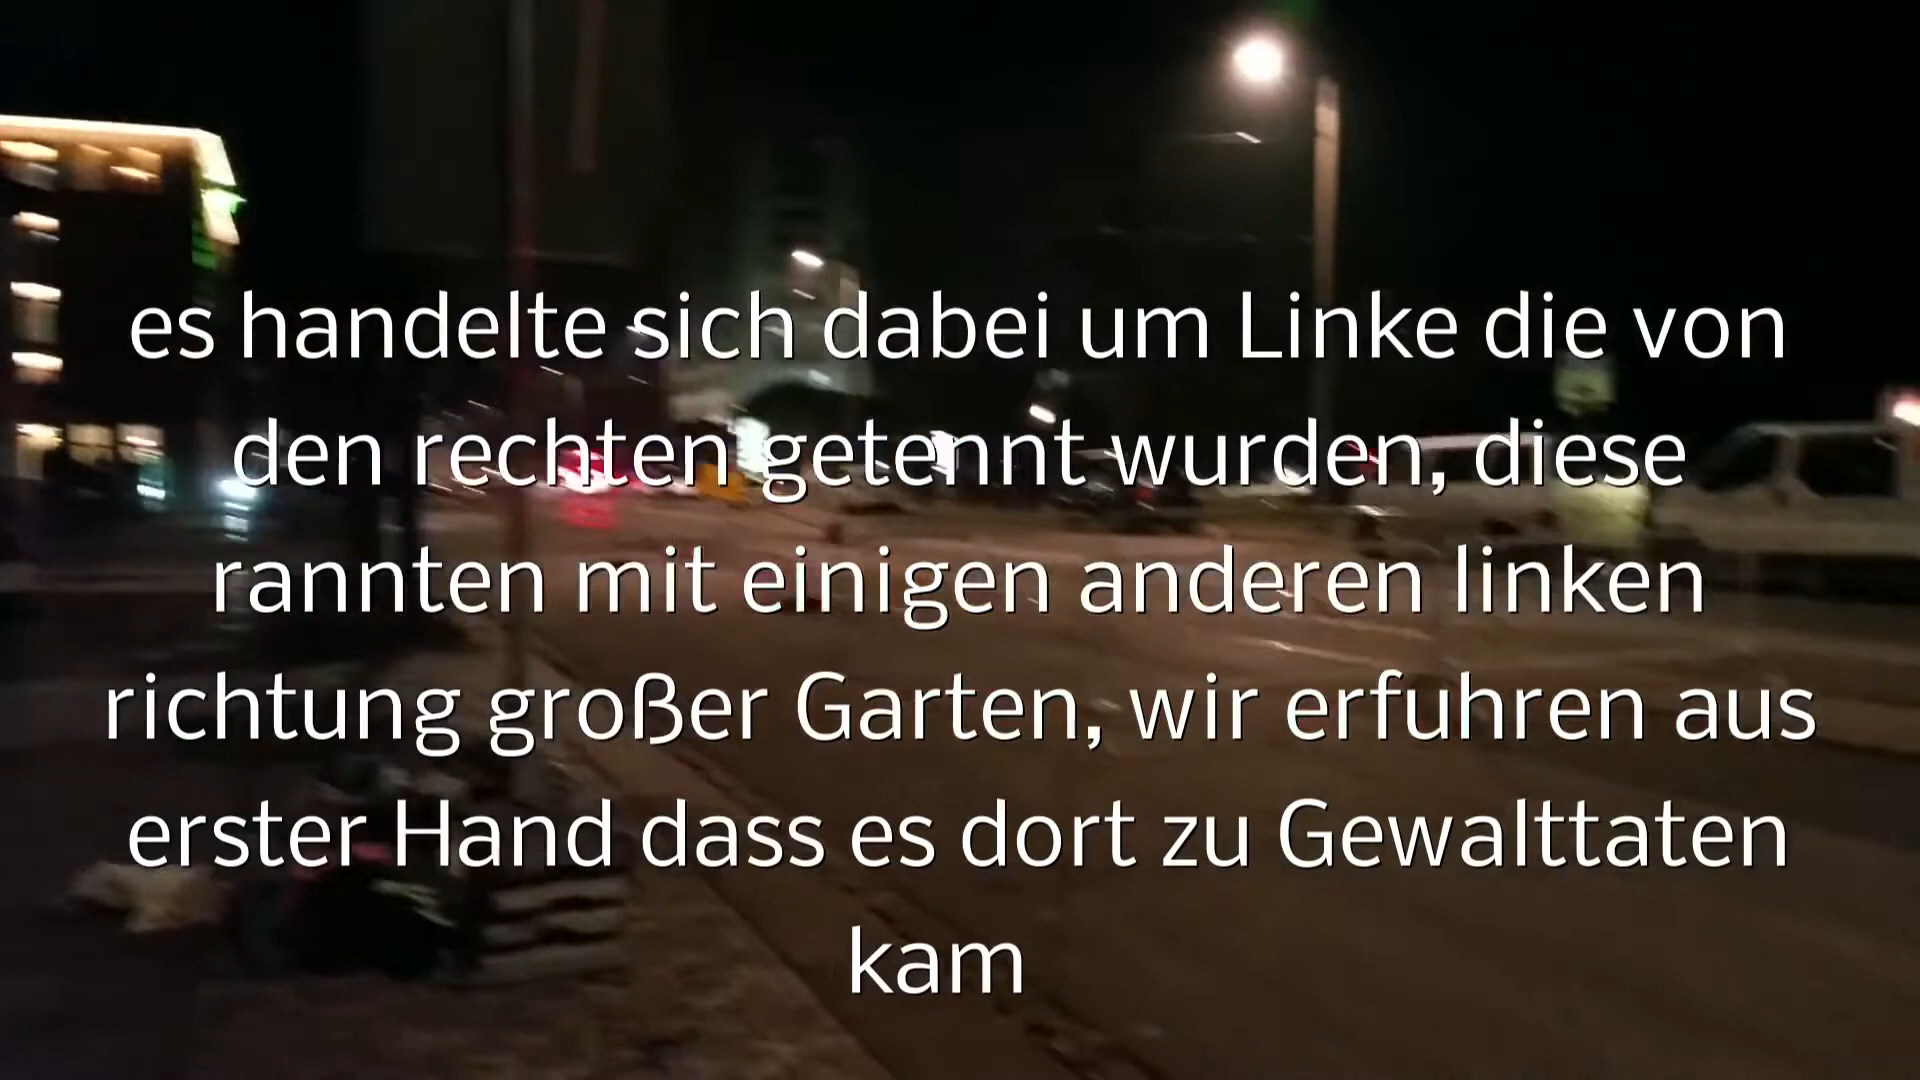 es handelte sich dabei um Linke die von
den rechten getennt wurden, diese
rannten mit einigen anderen linken
richtung großer Garten, wir erfuhren aus
erster Hand dass es dort zu Gewalttaten
kam